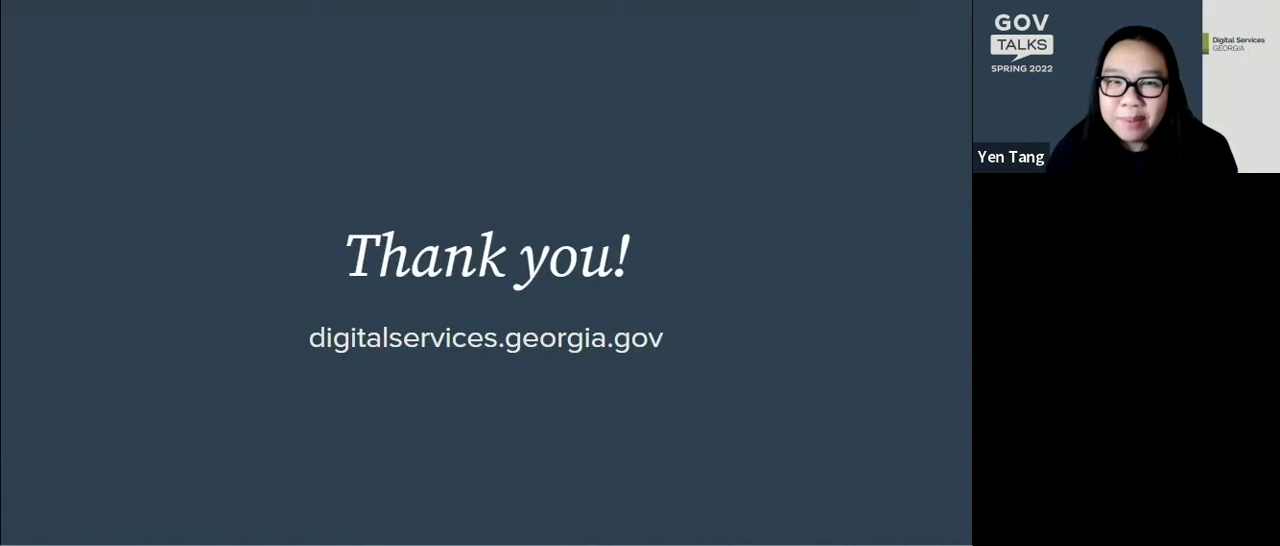 Thank you!
digitalservices.georgia.gov
GOV
TALKS
SPRING 2022
Digital Services
GEORGIA
Yen Tang